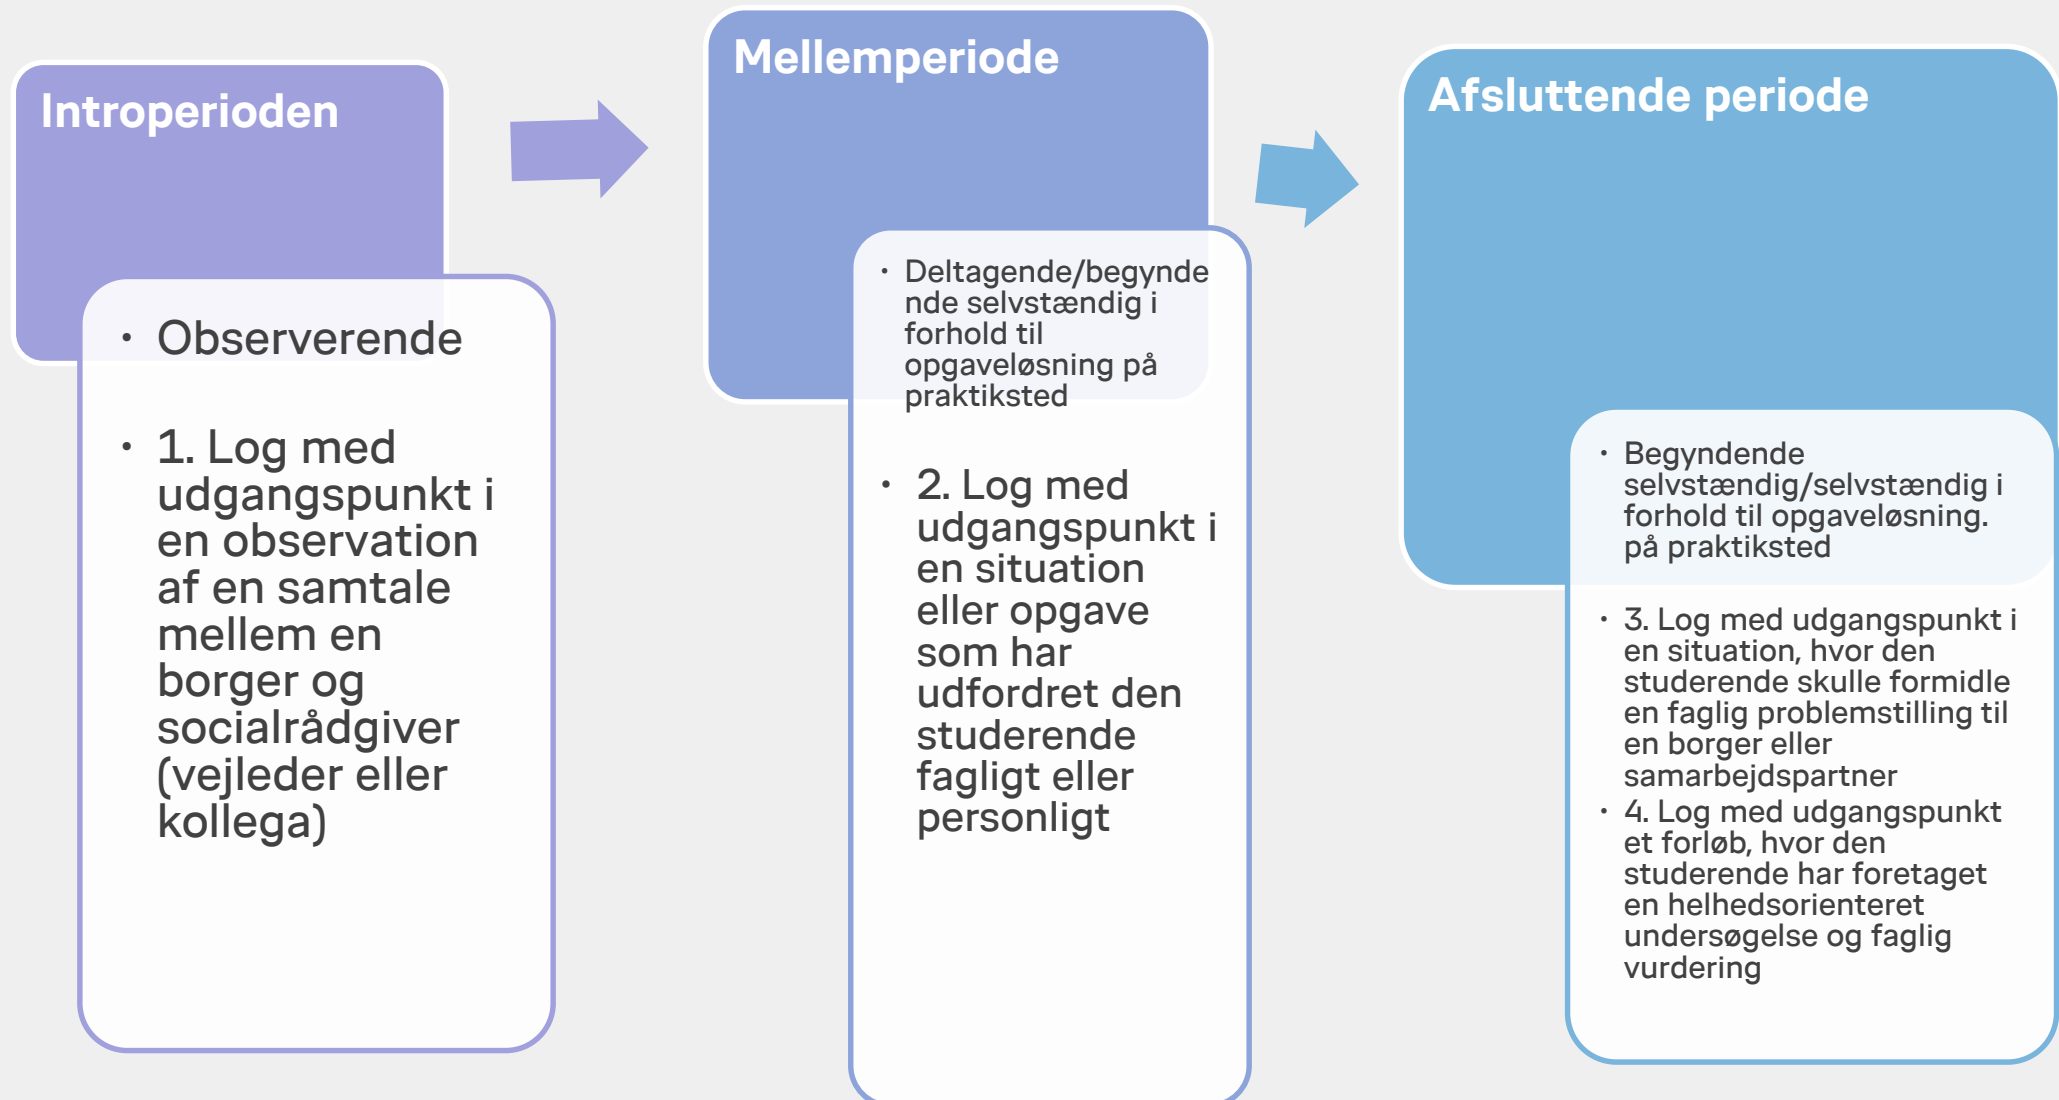 Introperioden
• Observerende
• 1. Log med
udgangspunkt i
en observation
af en samtale
mellem en
borger og
socialrådgiver
(vejleder eller
kollega)
Mellemperiode
• Deltagende/begynde
nde selvstændig i
forhold til
opgaveløsning på
praktiksted
• 2. Log med
udgangspunkt i
en situation
eller opgave
som har
udfordret den
studerende
fagligt eller
personligt
Afsluttende periode
• Begyndende
selvstændig/selvstændig i
forhold til opgaveløsning.
på praktiksted
• 3. Log med udgangspunkt i
en situation, hvor den
studerende skulle formidle
en faglig problemstilling til
en borger eller
samarbejdspartner
• 4. Log med udgangspunkt
et forløb, hvor den
studerende har foretaget
en helhedsorienteret
undersøgelse og faglig
vurdering